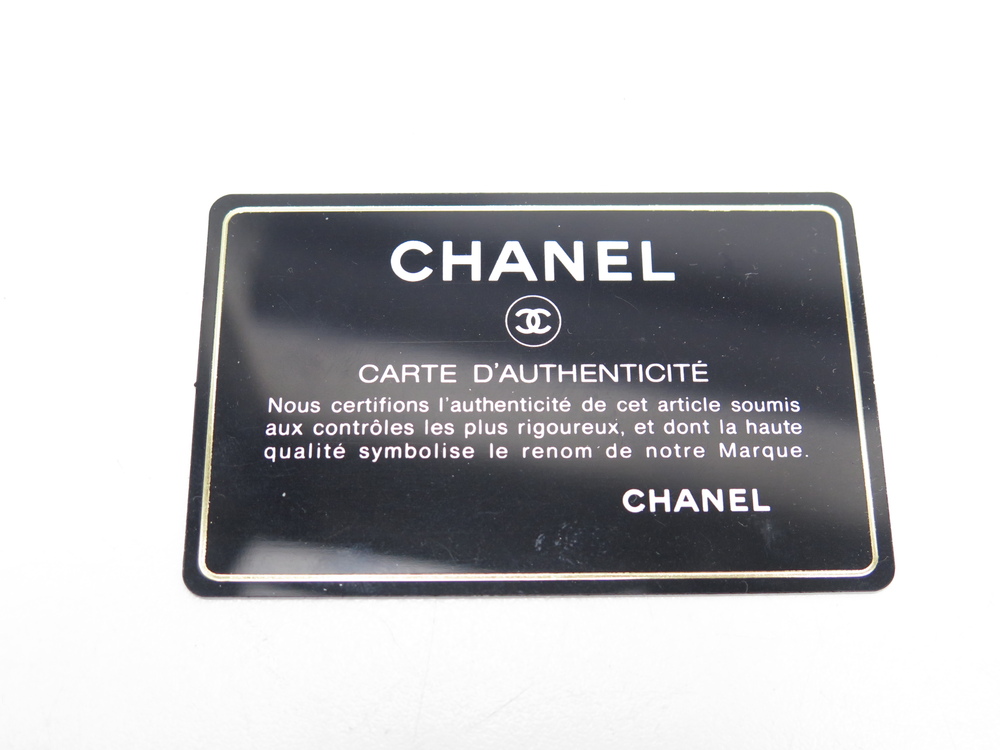 CHANEL
CARTE D'AUTHENTICITÉ
Nous certifions l'authenticité de cet article soumis
aux contrôles les plus rigoureux, et dont la haute
qualité symbolise le renom de notre Marque.
CHANEL